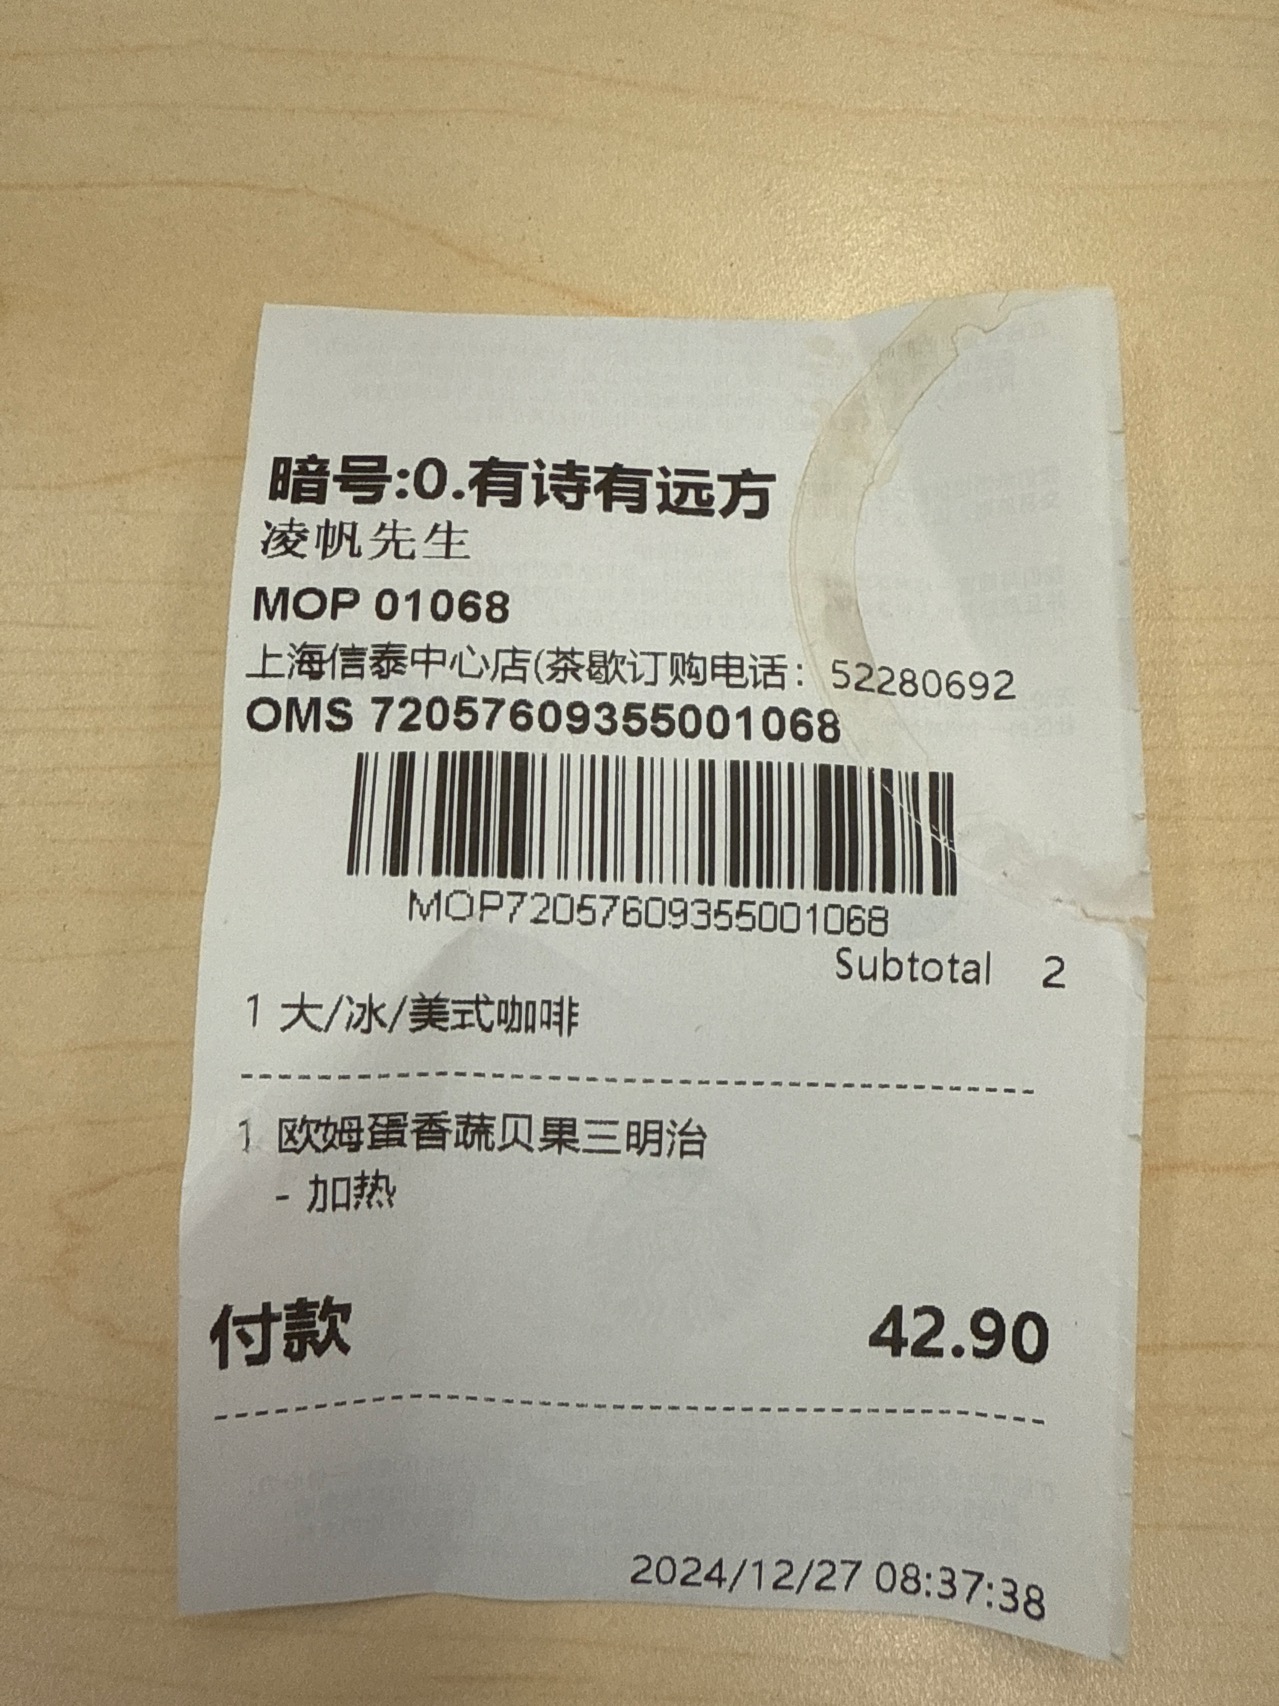 暗号:0.有诗有远方
凌帆先生
MOP 01068
上海信泰中心店(茶歇订购电话：52280692
OMS 72057609355001068
MOP72057609355001068
Subtotal 2
1 大/冰/美式咖啡
1 欧姆蛋香蔬贝果三明治
- 加热
付款 42.90
2024/12/27 08:37:38